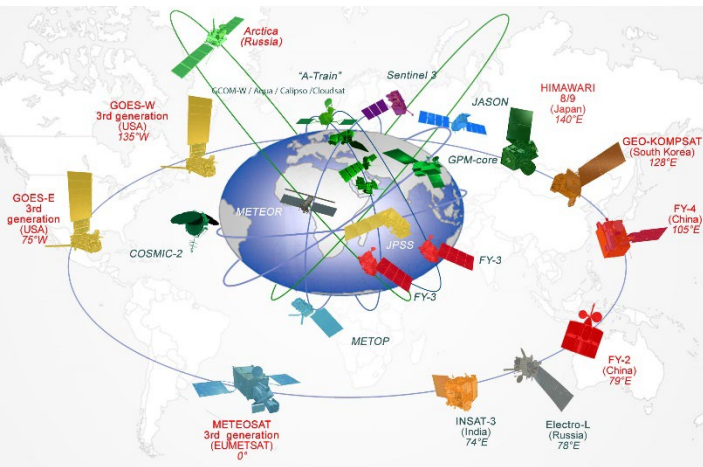 Arctica
(Russia)
"A-Train"
GCOM-W / Aqua / Calipso /Cloudsat
Sentinel 3
JASON
HIMAWARI
8/9
(Japan)
140°E
GOES-W
3rd generation
(USA)
135°W
GPM-core
GEO-KOMPSAT
(South Korea)
128°E
GOES-E
3rd
generation
(USA)
75°W
METEOR
FY-4
(China)
105°E
COSMIC-2
JPSS
FY-3
FY-3
METOP
FY-2
(China)
79°E
METEOSAT
3rd generation
(EUMETSAT)
0°
INSAT-3
(India)
74°E
Electro-L
(Russia)
78°E